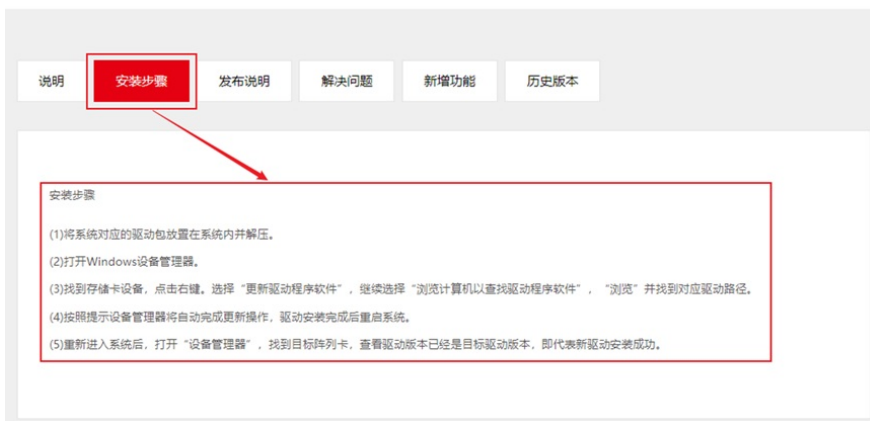 说明 安装步骤 发布说明 解决问题 新增功能 历史版本
安装步骤
(1)将系统对应的驱动包放置在系统内并解压。
(2)打开Windows设备管理器。
(3)找到存储卡设备，点击右键。选择“更新驱动程序软件”，继续选择“浏览计算机以查找驱动程序软件”，“浏览”并找到对应驱动路径。
(4)按照提示设备管理器将自动完成更新操作，驱动安装完成后重启系统。
(5)重新进入系统后，打开“设备管理器”，找到目标阵列卡，查看驱动版本已经是目标驱动版本，即代表新驱动安装成功。